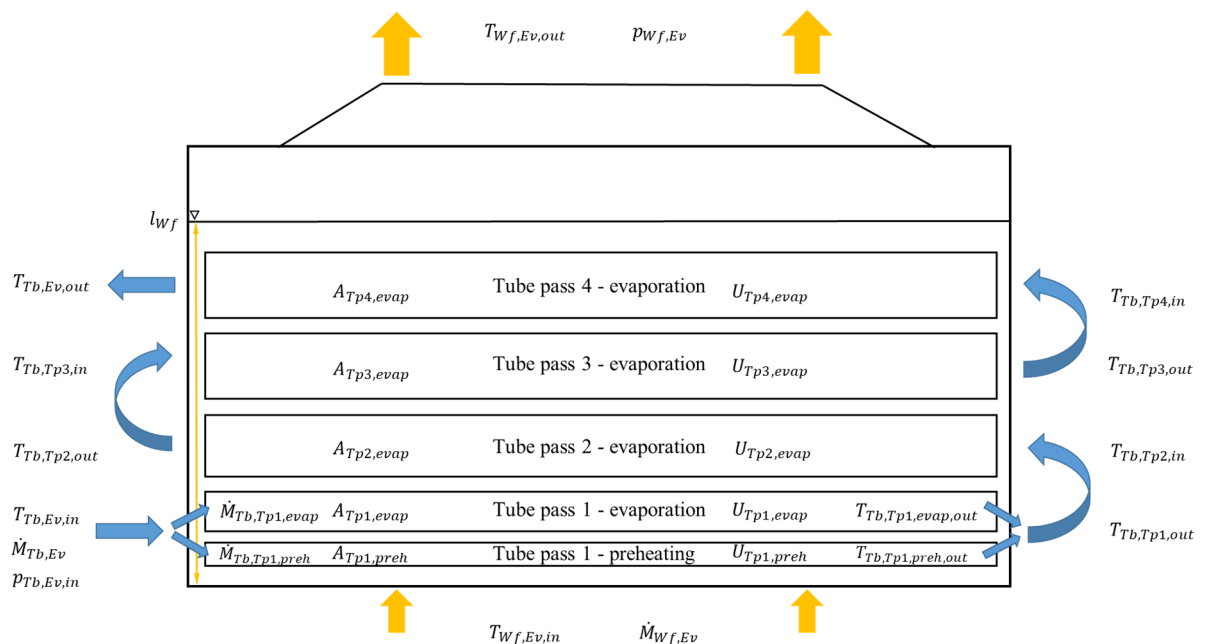 T_{Wf,Ev,out} p_{Wf,Ev}
l_{Wf}
T_{Tb,Ev,out} A_{Tp4,evap} Tube pass 4 - evaporation U_{Tp4,evap} T_{Tb,Tp4,in}
T_{Tb,Tp3,in} A_{Tp3,evap} Tube pass 3 - evaporation U_{Tp3,evap} T_{Tb,Tp3,out}
T_{Tb,Tp2,out} A_{Tp2,evap} Tube pass 2 - evaporation U_{Tp2,evap} T_{Tb,Tp2,in}
T_{Tb,Ev,in} Ṁ_{Tb,Tp1,evap} A_{Tp1,evap} Tube pass 1 - evaporation U_{Tp1,evap} T_{Tb,Tp1,evap,out} T_{Tb,Tp1,out}
Ṁ_{Tb,Ev} Ṁ_{Tb,Tp1,preh} A_{Tp1,preh} Tube pass 1 - preheating U_{Tp1,preh} T_{Tb,Tp1,preh,out}
p_{Tb,Ev,in}
T_{Wf,Ev,in} Ṁ_{Wf,Ev}